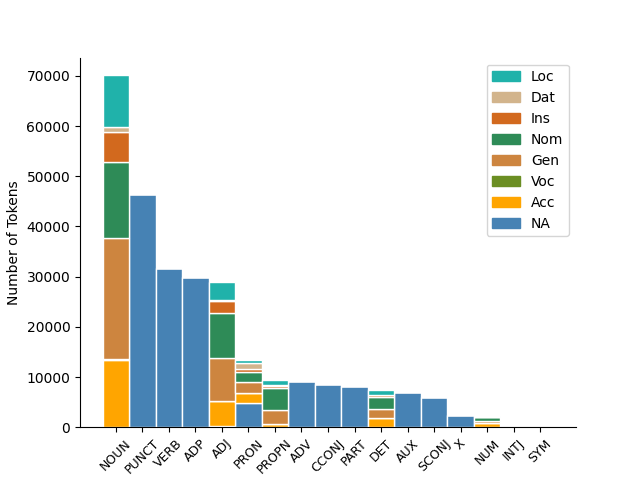 70000
60000
50000
40000
30000
20000
10000
0
Number of Tokens
Loc
Dat
Ins
Nom
Gen
Voc
Acc
NA
NOUN
PUNCT
VERB
ADP
ADJ
PRON
PROPN
ADV
CCONJ
PART
DET
AUX
SCONJ
X
NUM
INTJ
SYM